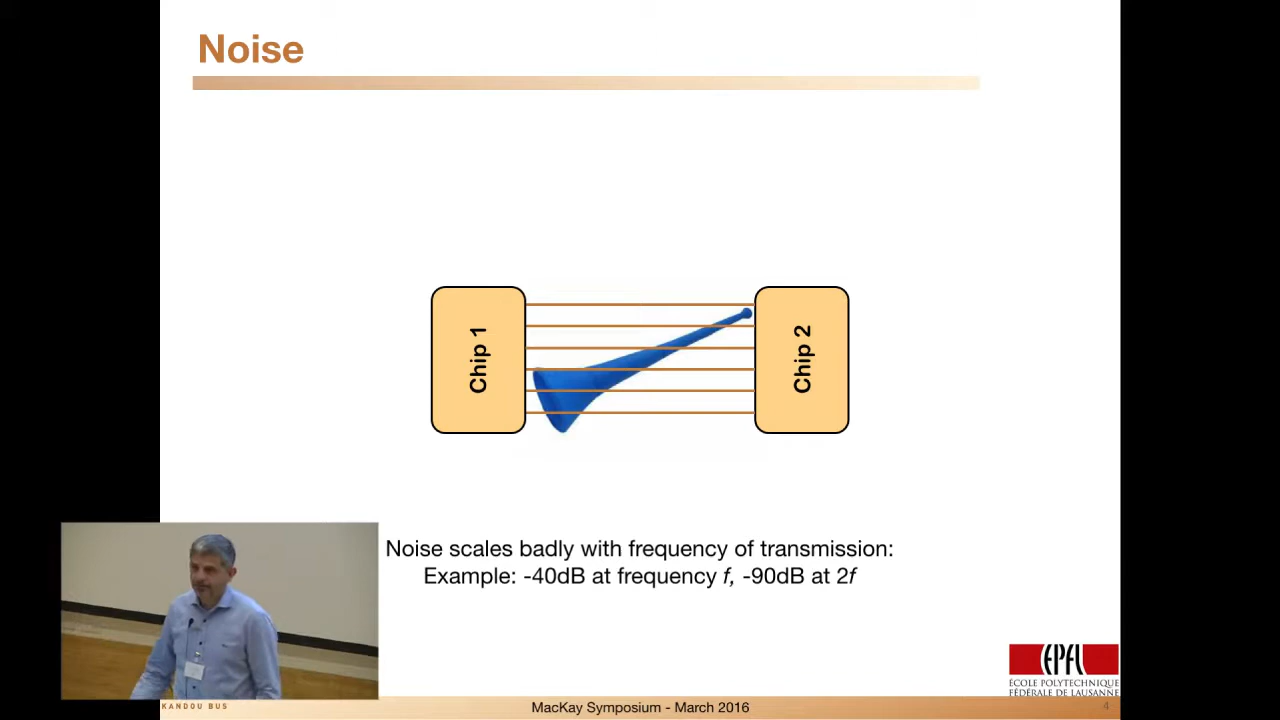 Noise
Chip 1
Chip 2
Noise scales badly with frequency of transmission:
Example: -40dB at frequency f, -90dB at 2f
EPFL
ÉCOLE POLYTECHNIQUE
FÉDÉRALE DE LAUSANNE
KANDOU BUS
MacKay Symposium - March 2016
4